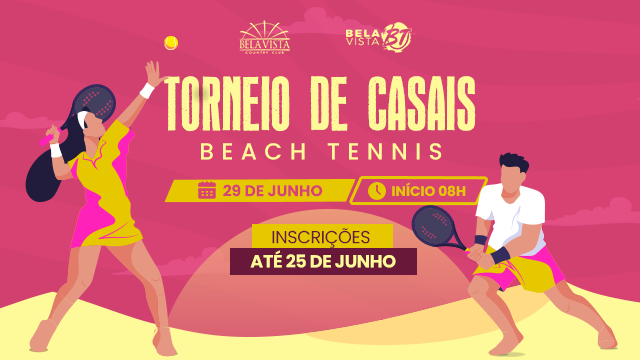 BELA VISTA
COUNTRY CLUB
BELA
VISTA
BT
TORNEIO DE CASAIS
BEACH TENNIS
29 DE JUNHO
INÍCIO 08H
INSCRIÇÕES
ATÉ 25 DE JUNHO